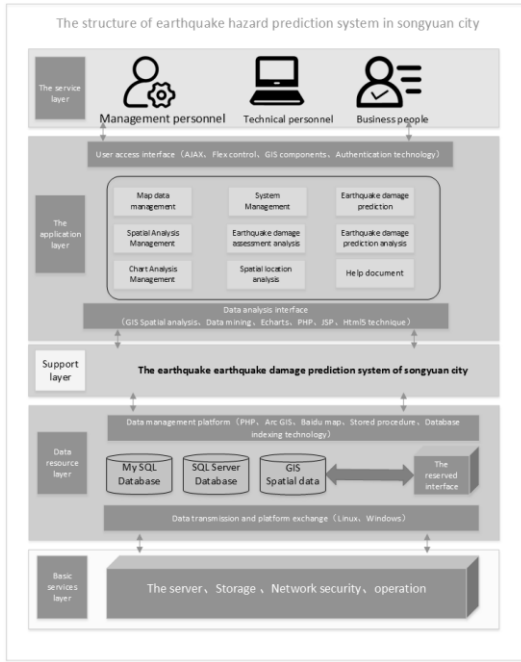 The structure of earthquake hazard prediction system in songyuan city
The service
layer
Management personnel
Technical personnel
Business people
User access interface（AJAX、Flex control、GIS components、Authentication technology）
The
application
layer
Map data
management
System
Management
Earthquake damage
prediction
Spatial Analysis
Management
Earthquake damage
assessment analysis
Earthquake damage
prediction analysis
Chart Analysis
Management
Spatial location
analysis
Help document
Data analysis interface
（GIS Spatial analysis、Data mining、Echarts、PHP、JSP、Html5 technique）
Support
layer
The earthquake earthquake damage prediction system of songyuan city
Data
resource
layer
Data management platform（PHP、Arc GIS、Baidu map、Stored procedure、Database
indexing technology）
My SQL
Database
SQL Server
Database
GIS
Spatial data
The
reserved
interface
Data transmission and platform exchange（Linux、Windows）
Basic
services
layer
The server、Storage 、Network security、operation